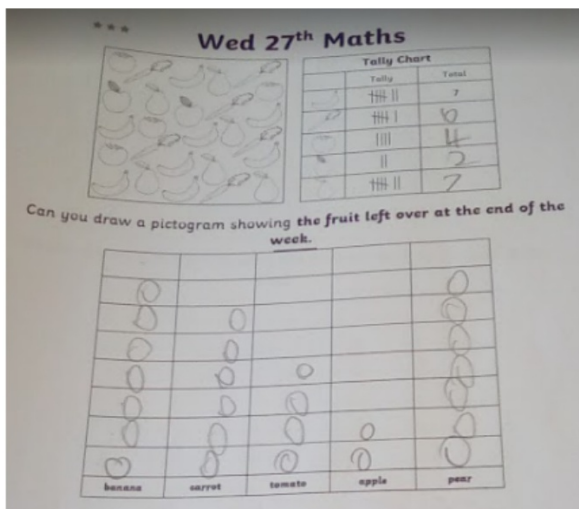 Wed 27th Maths
Tally Chart
Tally Total
7
6
4
2
7
Can you draw a pictogram showing the fruit left over at the end of the
week.
banana carrot tomato apple pear